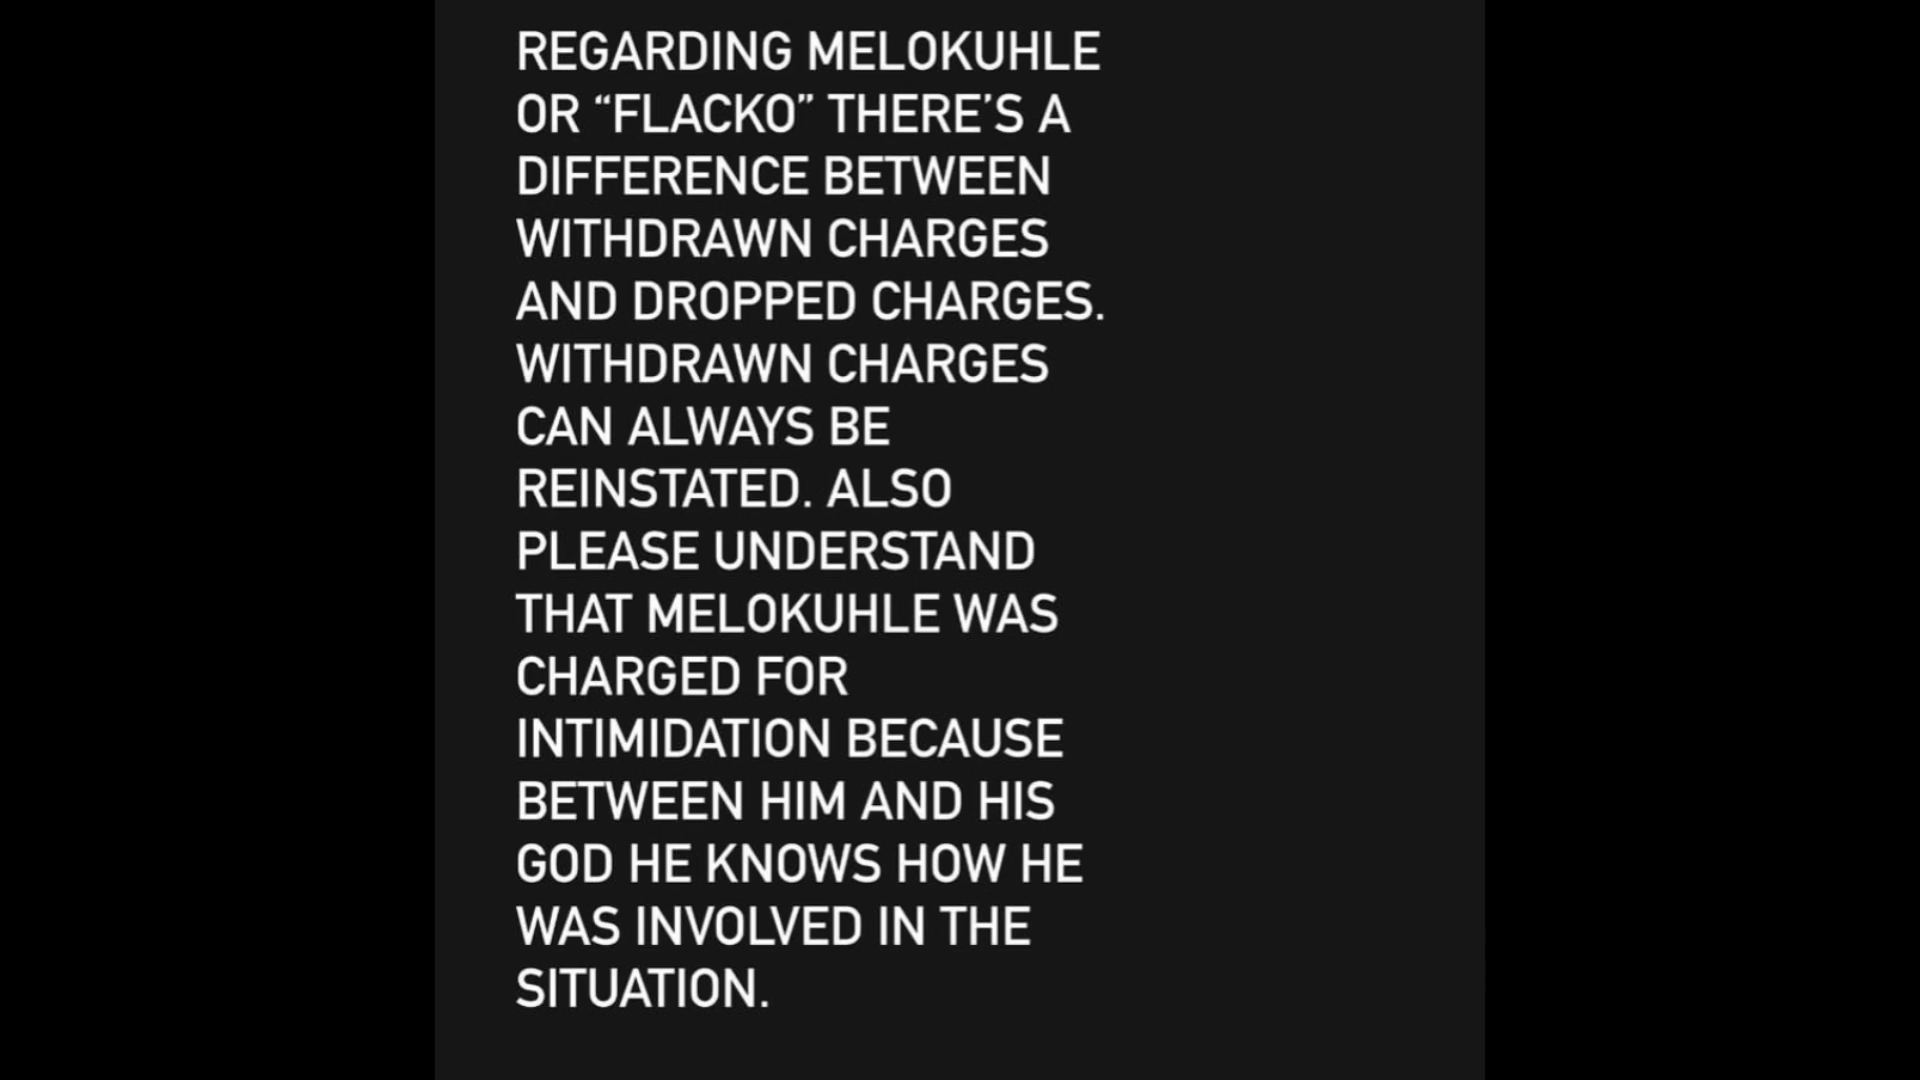 REGARDING MELOKUHLE
OR “FLACKO” THERE’S A
DIFFERENCE BETWEEN
WITHDRAWN CHARGES
AND DROPPED CHARGES.
WITHDRAWN CHARGES
CAN ALWAYS BE
REINSTATED. ALSO
PLEASE UNDERSTAND
THAT MELOKUHLE WAS
CHARGED FOR
INTIMIDATION BECAUSE
BETWEEN HIM AND HIS
GOD HE KNOWS HOW HE
WAS INVOLVED IN THE
SITUATION.